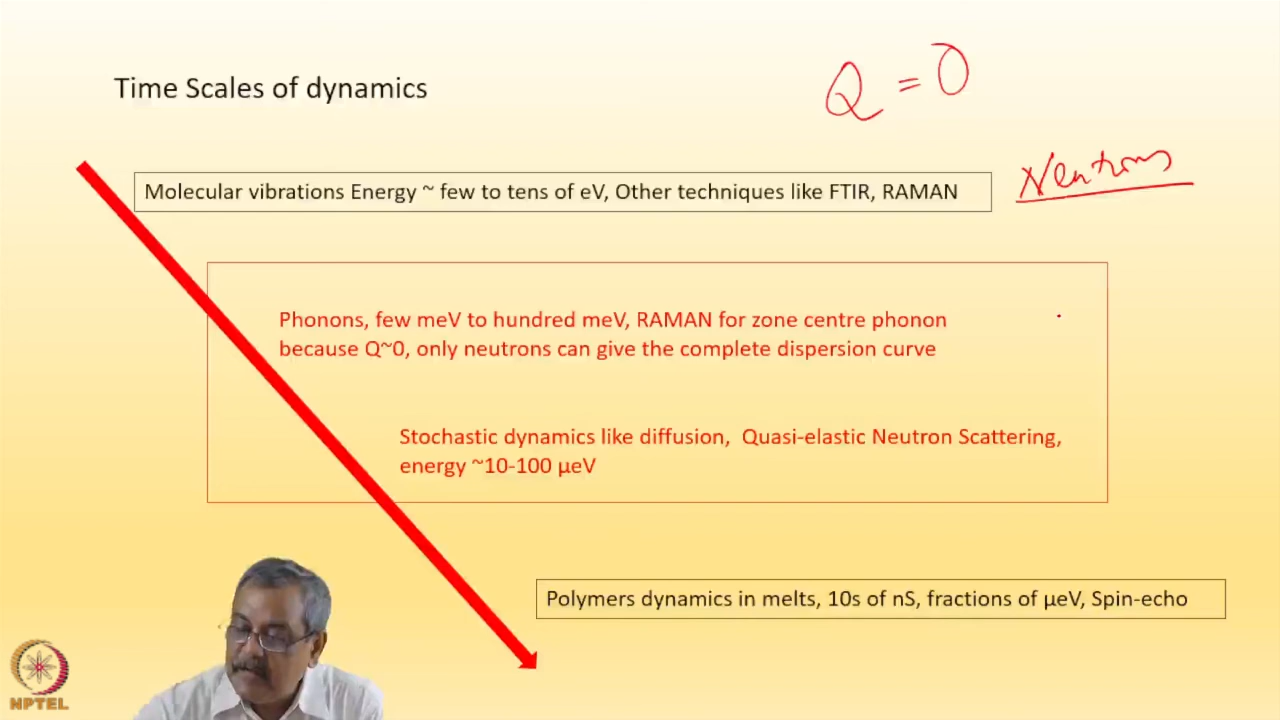 Time Scales of dynamics
Q = 0
Neutrons
Molecular vibrations Energy ~ few to tens of eV, Other techniques like FTIR, RAMAN
Phonons, few meV to hundred meV, RAMAN for zone centre phonon
because Q~0, only neutrons can give the complete dispersion curve
Stochastic dynamics like diffusion, Quasi-elastic Neutron Scattering,
energy ~10-100 µeV
Polymers dynamics in melts, 10s of nS, fractions of µeV, Spin-echo
NPTEL